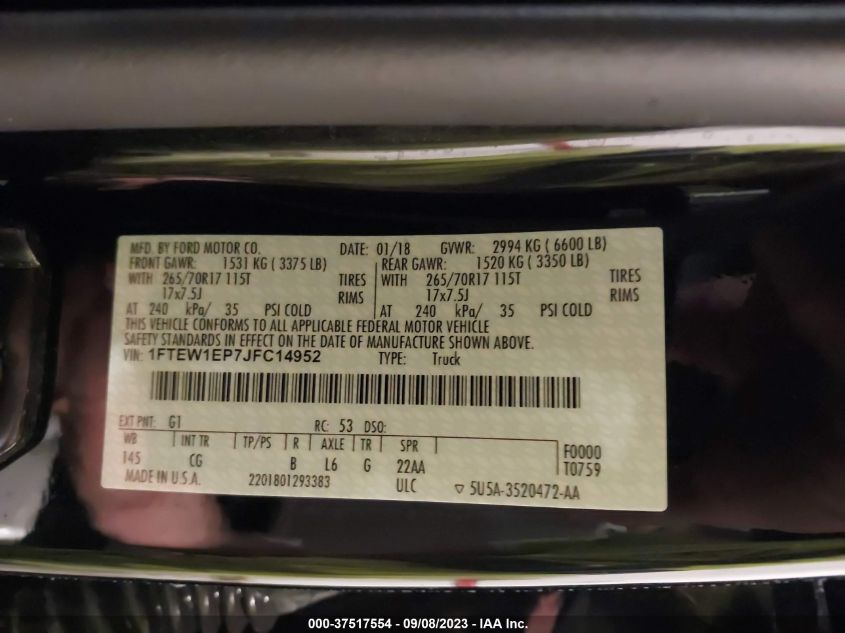 MFD. BY FORD MOTOR CO. DATE: 01/18 GVWR: 2994 KG ( 6600 LB)
FRONT GAWR: 1531 KG ( 3375 LB) REAR GAWR: 1520 KG ( 3350 LB)
WITH 265/70R17 115T TIRES WITH 265/70R17 115T TIRES
17x7.5J RIMS 17x7.5J RIMS
AT 240 kPa/ 35 PSI COLD AT 240 kPa/ 35 PSI COLD
THIS VEHICLE CONFORMS TO ALL APPLICABLE FEDERAL MOTOR VEHICLE
SAFETY STANDARDS IN EFFECT ON THE DATE OF MANUFACTURE SHOWN ABOVE.
VIN: 1FTEW1EP7JFC14952 TYPE: Truck
EXT PNT: G1 RC: 53 DSO:
WB INT TR TP/PS R AXLE TR SPR F0000
145 CG B L6 G 22AA T0759
MADE IN U.S.A. 2201801293383 ULC ▽ 5U5A-3520472-AA
000-37517554 - 09/08/2023 - IAA Inc.